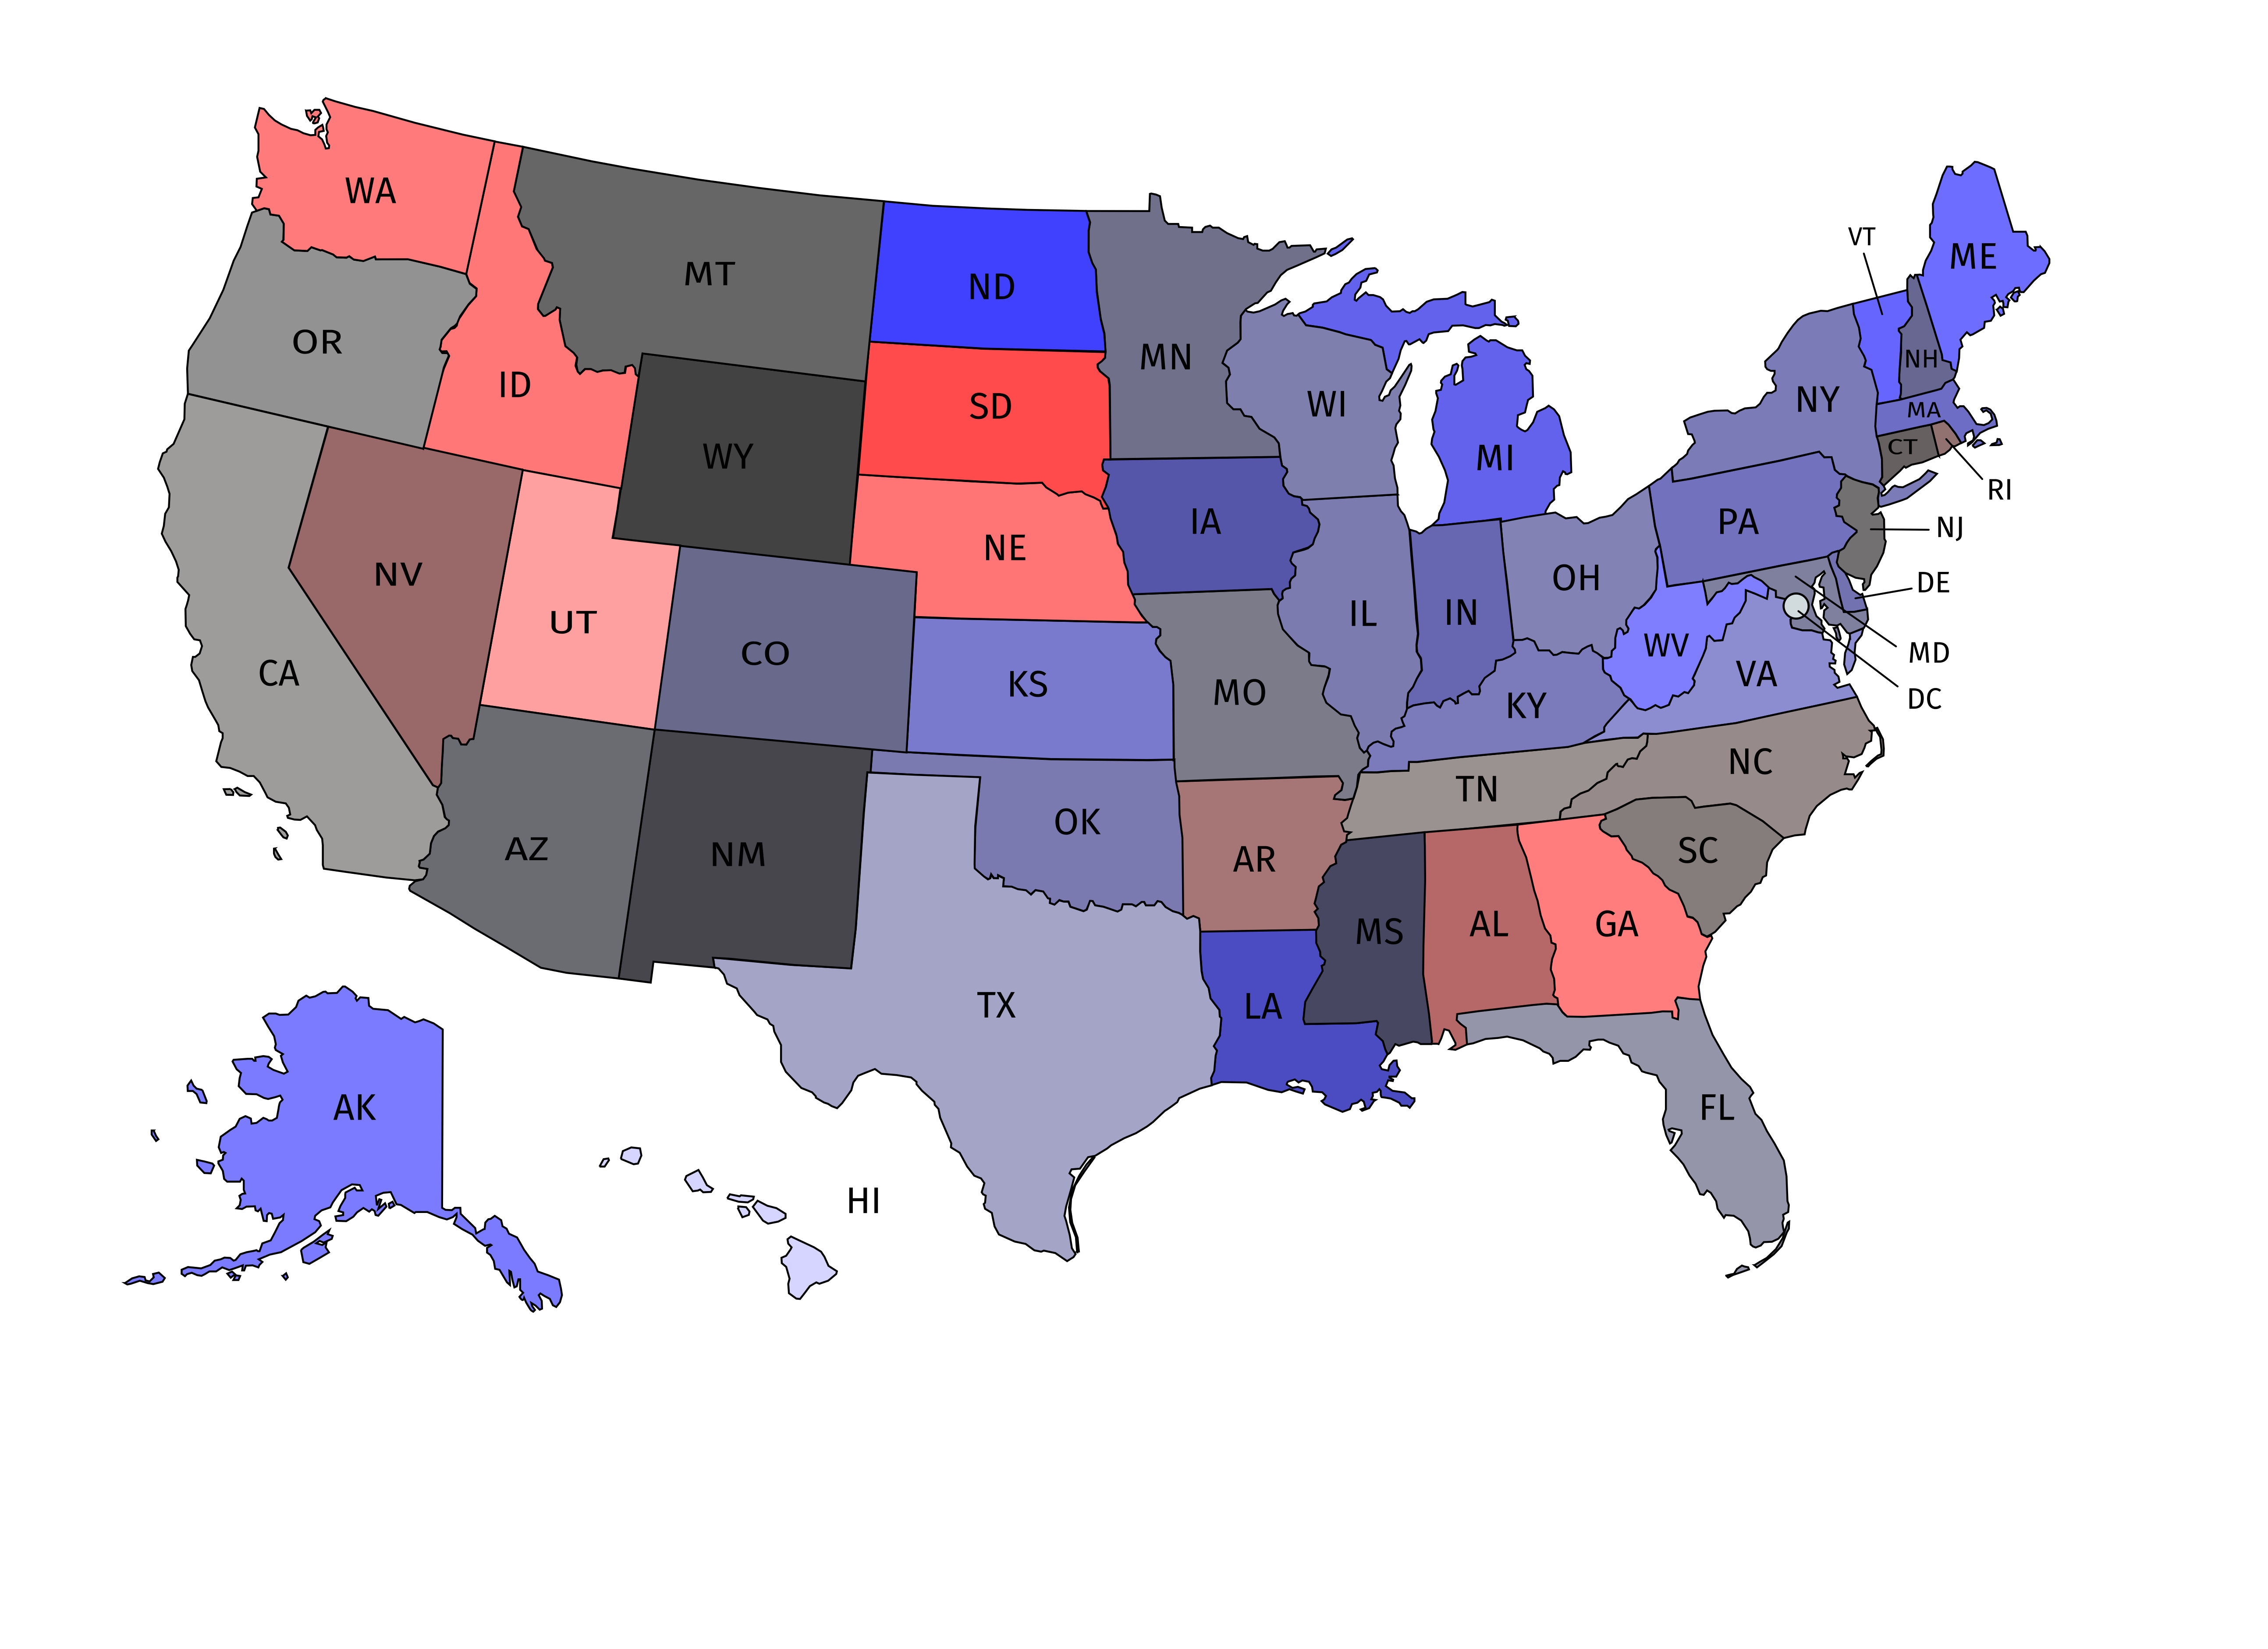 WA
MT
ND
OR
ID
WY
SD
MN
WI
MI
VT
ME
NH
NY
MA
CT
RI
NE
IA
PA
NJ
NV
UT
CO
KS
MO
IL
IN
OH
WV
VA
DE
MD
DC
CA
KY
AZ
NM
OK
AR
TN
NC
SC
TX
LA
MS
AL
GA
FL
AK
HI